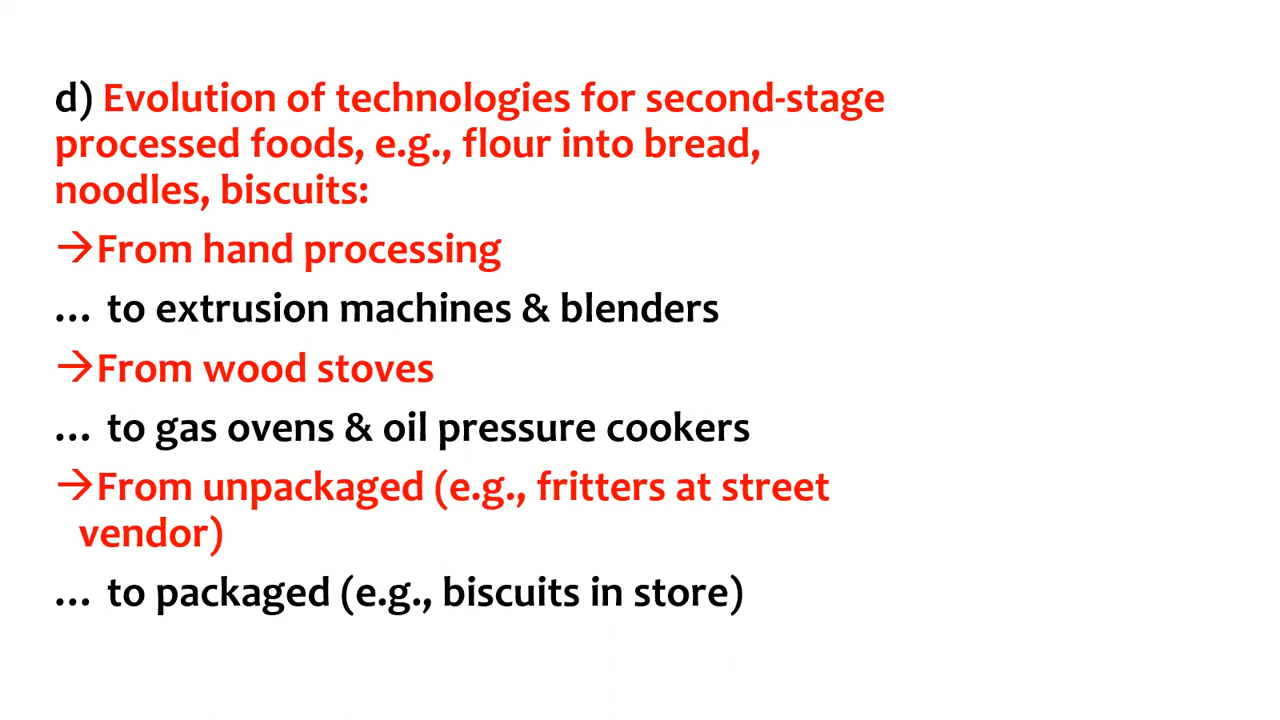 d) Evolution of technologies for second-stage
processed foods, e.g., flour into bread,
noodles, biscuits:
→From hand processing
… to extrusion machines & blenders
→From wood stoves
… to gas ovens & oil pressure cookers
→From unpackaged (e.g., fritters at street
vendor)
… to packaged (e.g., biscuits in store)